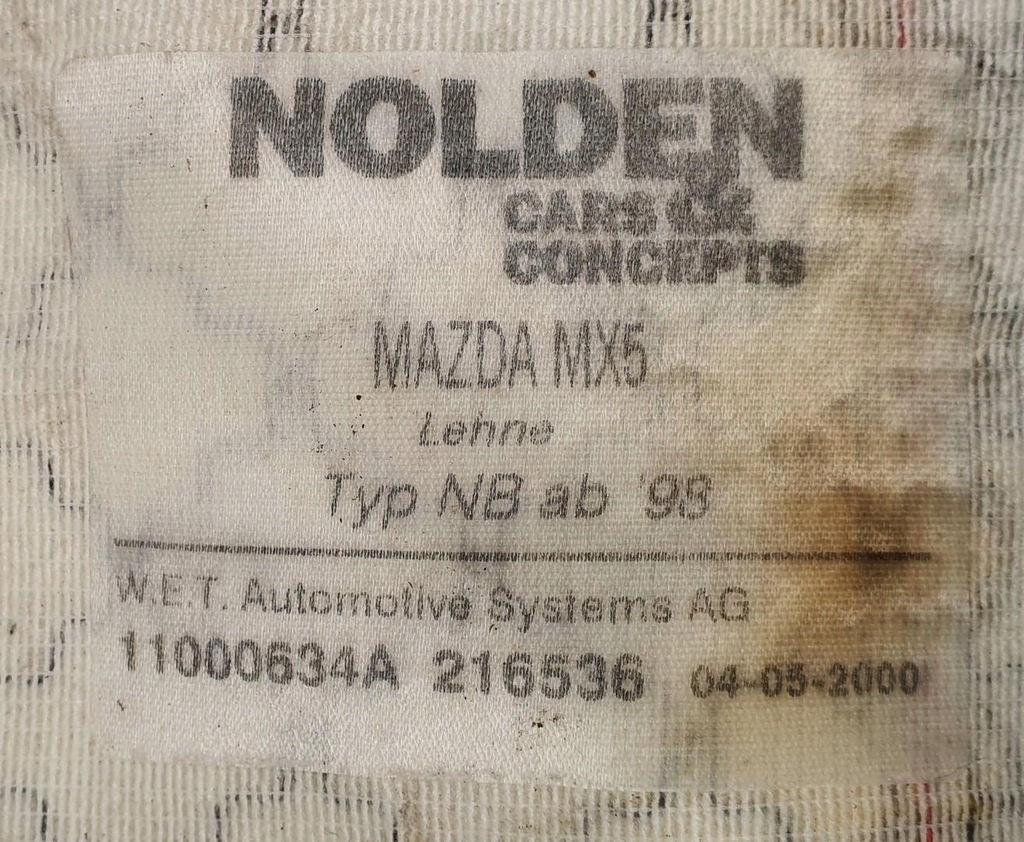 NOLDEN
CARS &
CONCEPTS
MAZDA MX5
Lehne
Typ NB ab '98
W.E.T. Automotive Systems AG
11000634A 216536 04-05-2000